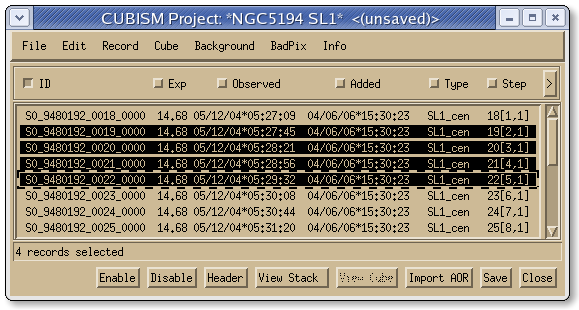 CUBISM Project: *NGC5194 SL1* <(unsaved)>
File Edit Record Cube Background BadPix Info
ID Exp Observed Added Type Step >
S0_9480192_0018_0000 14.68 05/12/04*05:27:09 04/06/06*15:30:23 SL1_cen 18[1,1]
S0_9480192_0019_0000 14.68 05/12/04*05:27:45 04/06/06*15:30:23 SL1_cen 19[2,1]
S0_9480192_0020_0000 14.68 05/12/04*05:28:21 04/06/06*15:30:23 SL1_cen 20[3,1]
S0_9480192_0021_0000 14.68 05/12/04*05:28:56 04/06/06*15:30:23 SL1_cen 21[4,1]
S0_9480192_0022_0000 14.68 05/12/04*05:29:32 04/06/06*15:30:23 SL1_cen 22[5,1]
S0_9480192_0023_0000 14.68 05/12/04*05:30:08 04/06/06*15:30:23 SL1_cen 23[6,1]
S0_9480192_0024_0000 14.68 05/12/04*05:30:44 04/06/06*15:30:23 SL1_cen 24[7,1]
S0_9480192_0025_0000 14.68 05/12/04*05:31:20 04/06/06*15:30:23 SL1_cen 25[8,1]
4 records selected
Enable Disable Header View Stack View Cube Import AOR Save Close